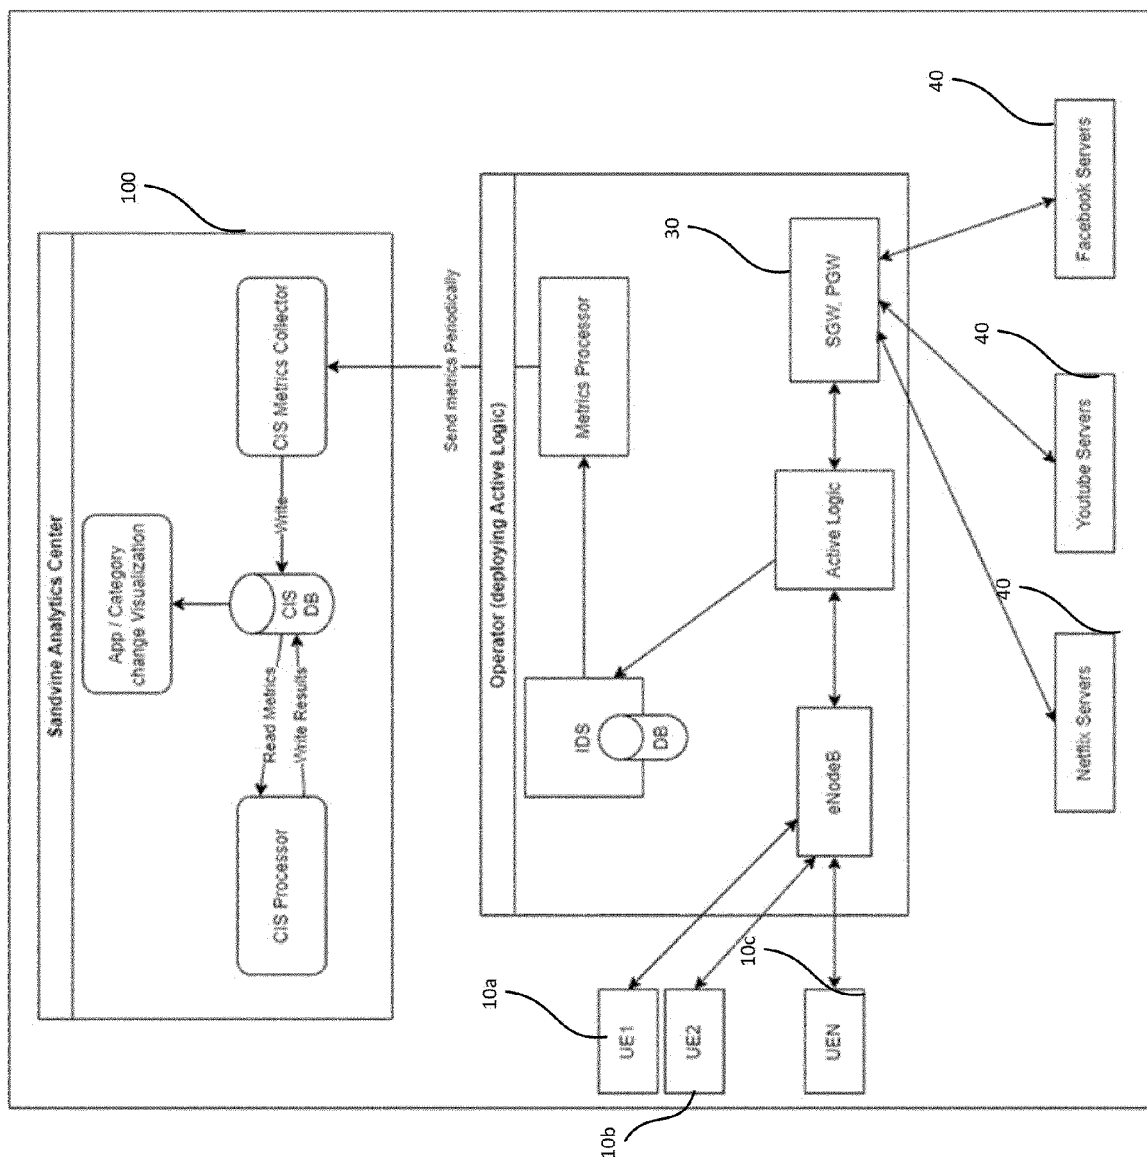 Sandvine Analytics Center
100
CIS Processor
Read Metrics
Write Results
App / Category
change Visualization
CIS
DB
Write
CIS Metrics Collector
Send metrics Periodically
Operator (deploying Active Logic)
IDS
DB
Metrics Processor
10a
UE1
UE2
10b
10c
UEN
eNodeB
Active Logic
30
SGW, PGW
40
Netflix Servers
40
Youtube Servers
40
Facebook Servers